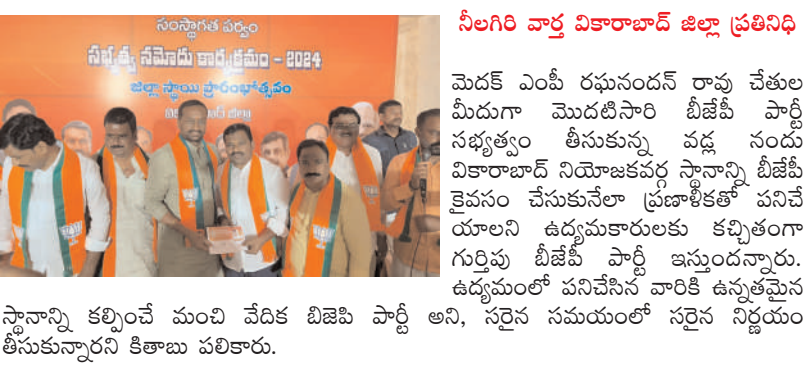 సంస్థాగత పర్వం
సభ్యత్వ నమోదు కార్యక్రమం - 2024
జిల్లా స్థాయి ప్రారంభోత్సవం
జిల్లా
నీలగిరి వార్త వికారాబాద్ జిల్లా ప్రతినిధి
మెదక్ ఎంపీ రఘునందన్ రావు చేతుల
మీదుగా మొదటిసారి బీజేపీ పార్టీ
సభ్యత్వం తీసుకున్న వడ్ల నందు
వికారాబాద్ నియోజకవర్గ స్థానాన్ని బీజేపీ
కైవసం చేసుకునేలా ప్రణాళికతో పనిచే
యాలని ఉద్యమకారులకు కచ్చితంగా
గుర్తిపు బీజేపీ పార్టీ ఇస్తుందన్నారు.
ఉద్యమంలో పనిచేసిన వారికి ఉన్నతమైన
స్థానాన్ని కల్పించే మంచి వేదిక బిజెపి పార్టీ అని, సరైన సమయంలో సరైన నిర్ణయం
తీసుకున్నారని కితాబు పలికారు.